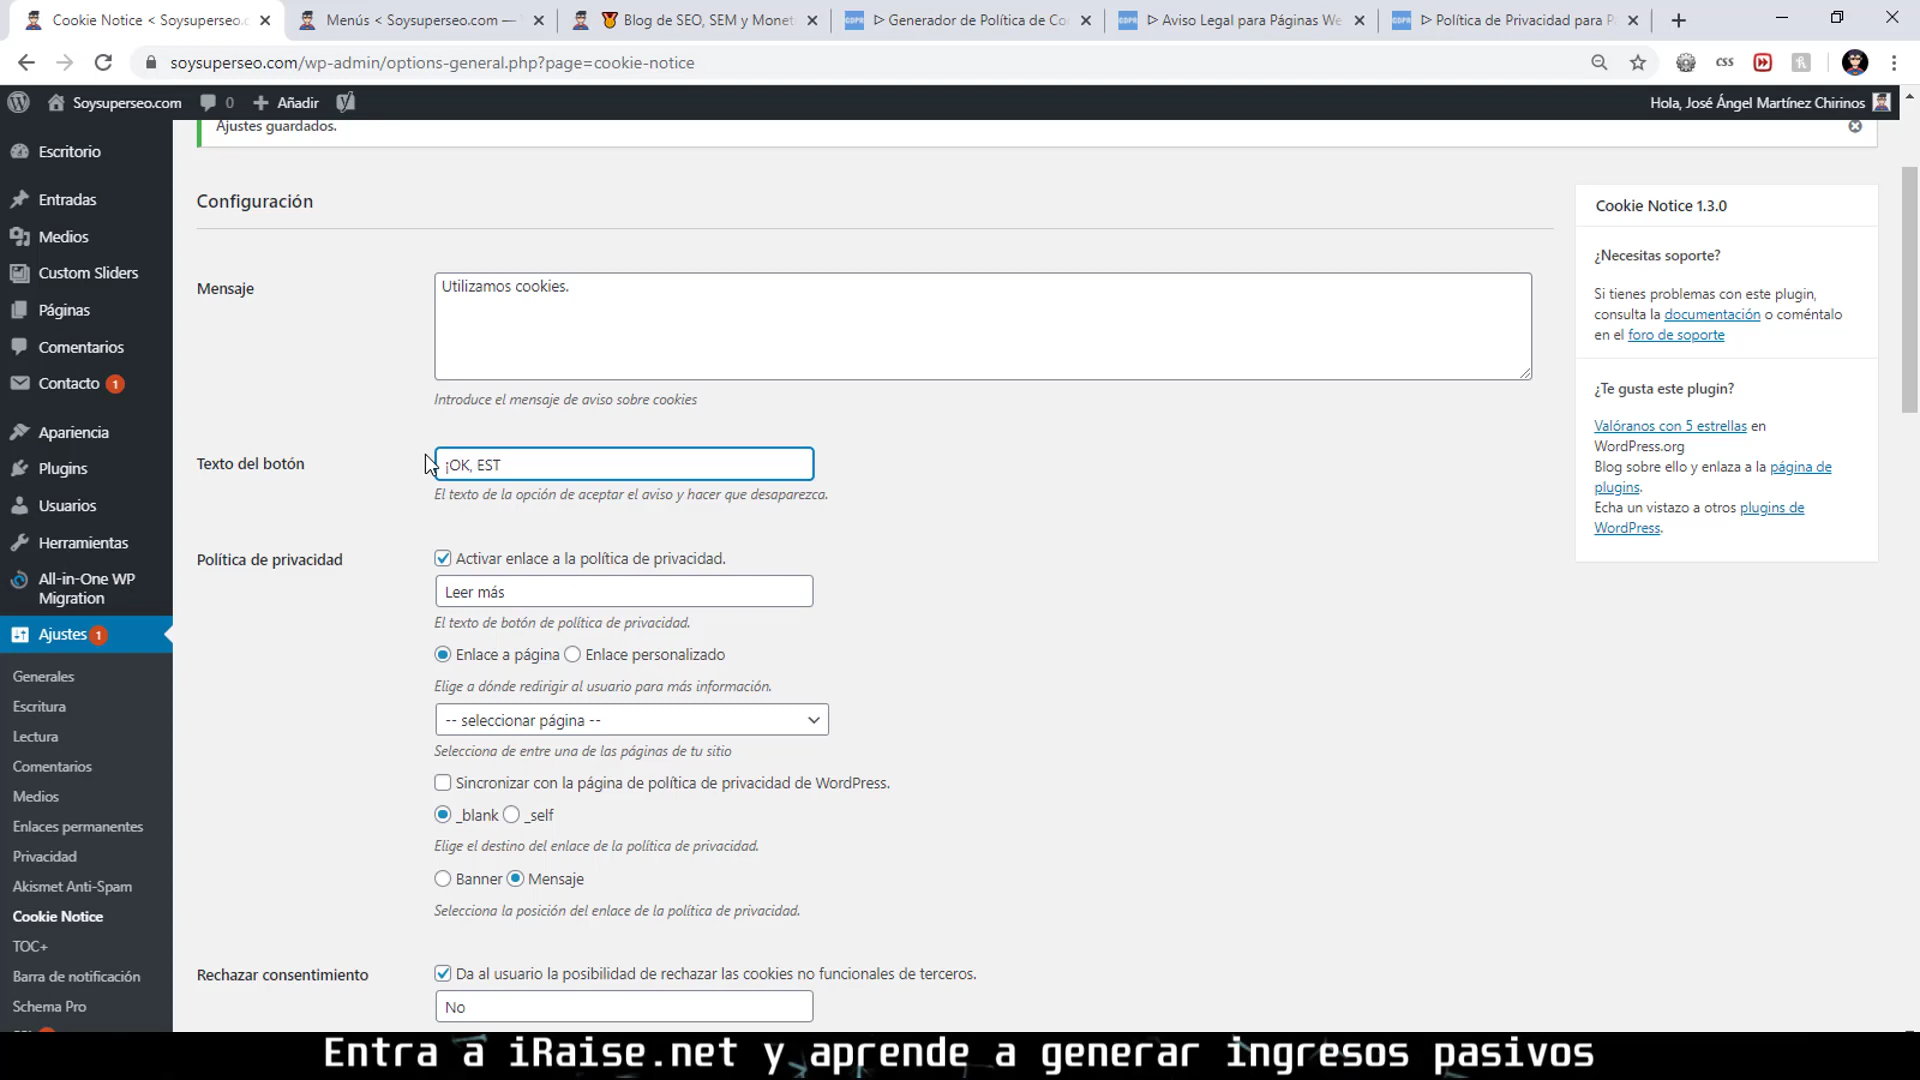 Cookie Notice < Soysuperseo.c
Menús < Soysuperseo.com —
Blog de SEO, SEM y Monet
▷ Generador de Política de Co
▷ Aviso Legal para Páginas We
▷ Política de Privacidad para P
soysuperseo.com/wp-admin/options-general.php?page=cookie-notice
CSS
Soysuperseo.com
0
Añadir
Hola, José Ángel Martínez Chirinos
Escritorio
Entradas
Medios
Custom Sliders
Páginas
Comentarios
Contacto 1
Apariencia
Plugins
Usuarios
Herramientas
All-in-One WP
Migration
Ajustes 1
Generales
Escritura
Lectura
Comentarios
Medios
Enlaces permanentes
Privacidad
Akismet Anti-Spam
Cookie Notice
TOC+
Barra de notificación
Schema Pro
Ajustes guardados.
Configuración
Mensaje
Utilizamos cookies.
Introduce el mensaje de aviso sobre cookies
Texto del botón
¡OK, EST
El texto de la opción de aceptar el aviso y hacer que desaparezca.
Política de privacidad
Activar enlace a la política de privacidad.
Leer más
El texto de botón de política de privacidad.
Enlace a página Enlace personalizado
Elige a dónde redirigir al usuario para más información.
-- seleccionar página --
Selecciona de entre una de las páginas de tu sitio
Sincronizar con la página de política de privacidad de WordPress.
_blank _self
Elige el destino del enlace de la política de privacidad.
Banner Mensaje
Selecciona la posición del enlace de la política de privacidad.
Rechazar consentimiento
Da al usuario la posibilidad de rechazar las cookies no funcionales de terceros.
No
Cookie Notice 1.3.0
¿Necesitas soporte?
Si tienes problemas con este plugin,
consulta la documentación o coméntalo
en el foro de soporte
¿Te gusta este plugin?
Valóranos con 5 estrellas en
WordPress.org
Blog sobre ello y enlaza a la página de
plugins.
Echa un vistazo a otros plugins de
WordPress.
Entra a iRaise.net y aprende a generar ingresos pasivos